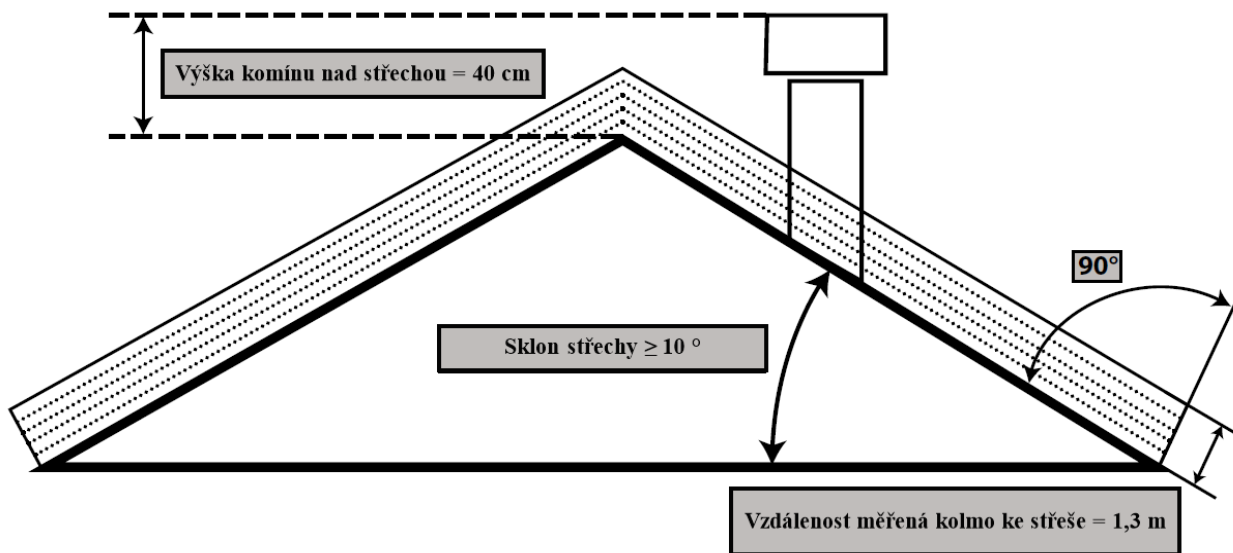 Výška komínu nad střechou = 40 cm
90°
Sklon střechy ≥ 10 °
Vzdálenost měřená kolmo ke střeše = 1,3 m